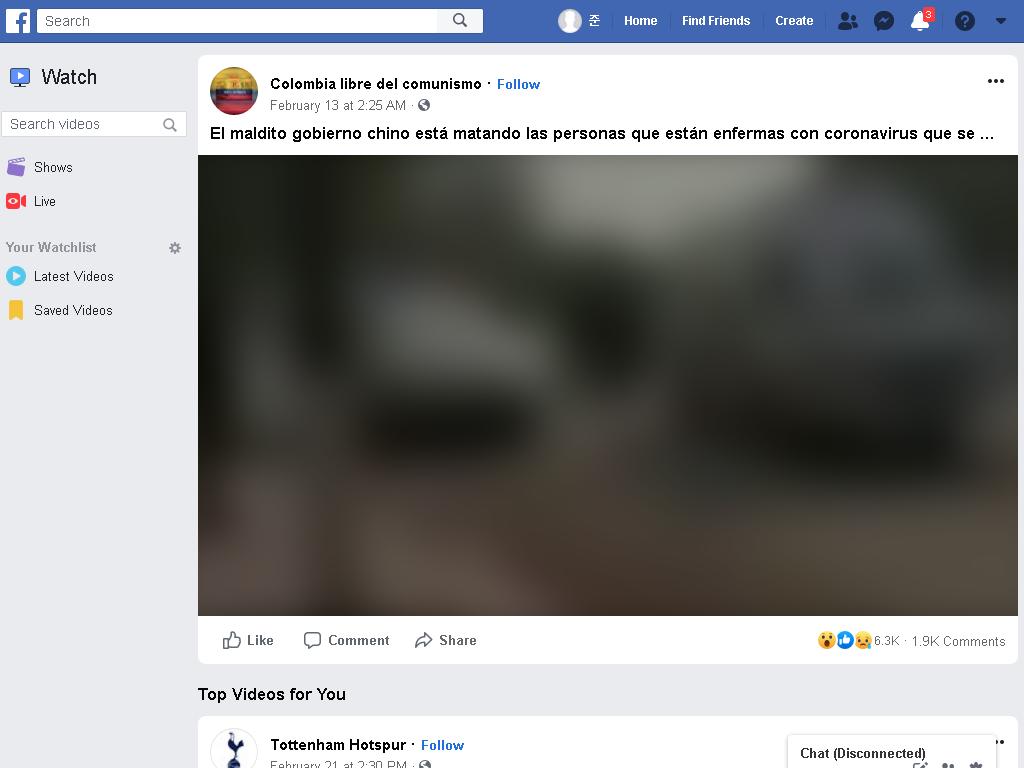 Search
준
Home
Find Friends
Create
3
Watch
Search videos
Shows
Live
Your Watchlist
Latest Videos
Saved Videos
Colombia libre del comunismo · Follow
February 13 at 2:25 AM ·
El maldito gobierno chino está matando las personas que están enfermas con coronavirus que se ...
Like
Comment
Share
6.3K · 1.9K Comments
Top Videos for You
Tottenham Hotspur · Follow
February 21 at 2:30 PM ·
Chat (Disconnected)